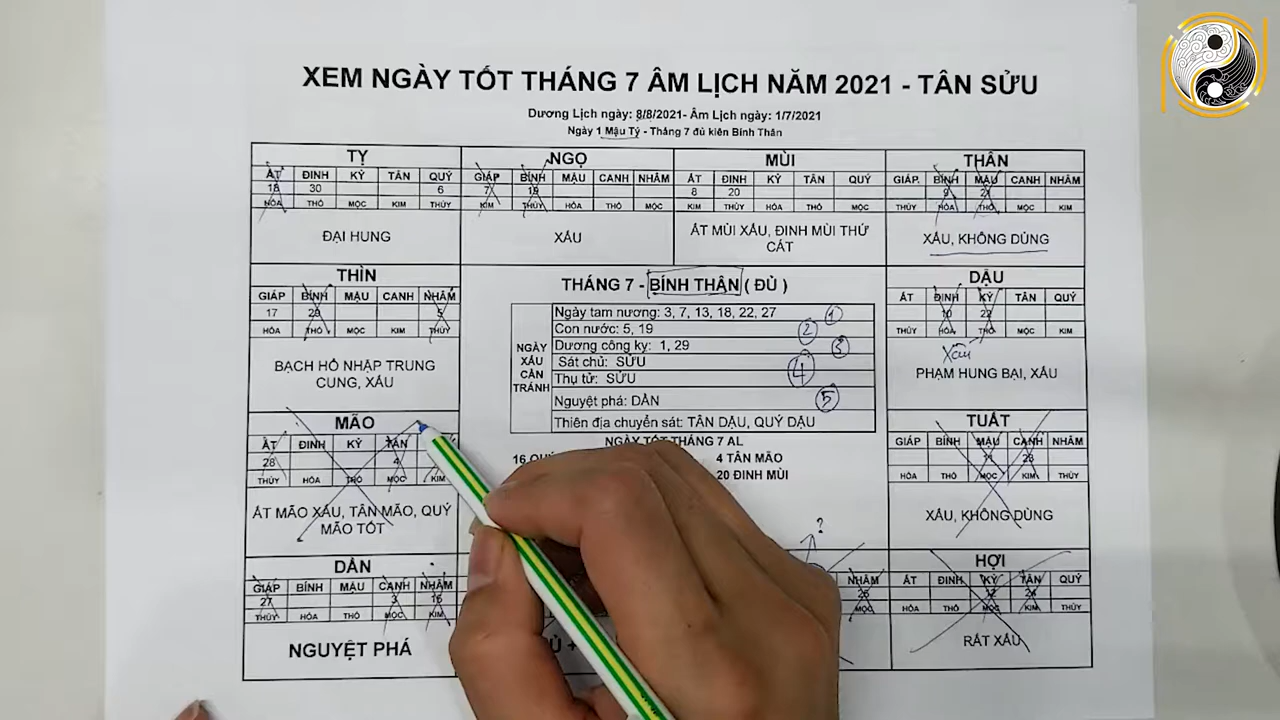 XEM NGÀY TỐT THÁNG 7 ÂM LỊCH NĂM 2021 - TÂN SỬU
Dương Lịch ngày: 8/8/2021- Âm Lịch ngày: 1/7/2021
Ngày 1 Mậu Tý - Tháng 7 đủ kiên Bính Thân
TỴ NGỌ MÙI THÂN
ẤT ĐINH KỶ TÂN QUÝ GIÁP BÍNH MẬU CANH NHÂM ẤT ĐINH KỶ TÂN QUÝ GIÁP BÍNH MẬU CANH NHÂM
18 30 6 7 19 8 20 9 21
HỎA THỔ MỘC KIM THỦY KIM THỦY HỎA THỔ MỘC KIM THỦY HỎA THỔ MỘC THỦY HỎA THỔ MỘC KIM
ĐẠI HUNG
XẤU
ẤT MÙI XẤU, ĐINH MÙI THỨ
CÁT
XẤU, KHÔNG DÙNG
THÌN
GIÁP BÍNH MẬU CANH NHÂM
17 29 5
HỎA THỔ MỘC KIM THỦY
BẠCH HỔ NHẬP TRUNG
CUNG, XẤU
THÁNG 7 - BÍNH THÂN ( ĐỦ )
NGÀY
XẤU
CẦN
TRÁNH
Ngày tam nương: 3, 7, 13, 18, 22, 27 1
Con nước: 5, 19 2
Dương công kỵ: 1, 29 3
Sát chủ: SỬU 4
Thụ tử: SỬU
Nguyệt phá: DẦN 5
Thiên địa chuyển sát: TÂN DẬU, QUÝ DẬU
DẬU
ẤT ĐINH KỶ TÂN QUÝ
10 22
THỦY HỎA THỔ MỘC KIM
Xấu
PHẠM HUNG BẠI, XẤU
MÃO
ẤT ĐINH KỶ TÂN
28 4
THỦY HỎA THỔ MỘC KIM
ẤT MÃO XẤU, TÂN MÃO, QUÝ
MÃO TỐT
NGÀY TỐT THÁNG 7 AL
16 4 TÂN MÃO
20 ĐINH MÙI
?
TUẤT
GIÁP BÍNH MẬU CANH NHÂM
11 23
THỦY HỎA THỔ MỘC KIM
XẤU, KHÔNG DÙNG
DẦN
GIÁP BÍNH MẬU CANH NHÂM
27 3 15
THỦY HỎA THỔ MỘC KIM
NGUYỆT PHÁ
NHÂM
25
MỘC
HỢI
ẤT ĐINH KỶ TÂN QUÝ
12 24
HỎA THỔ MỘC KIM THỦY
RẤT XẤU